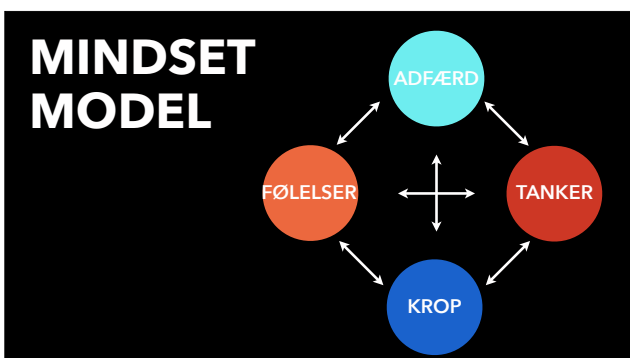 MINDSET
MODEL
ADFÆRD
FØLELSER
TANKER
KROP